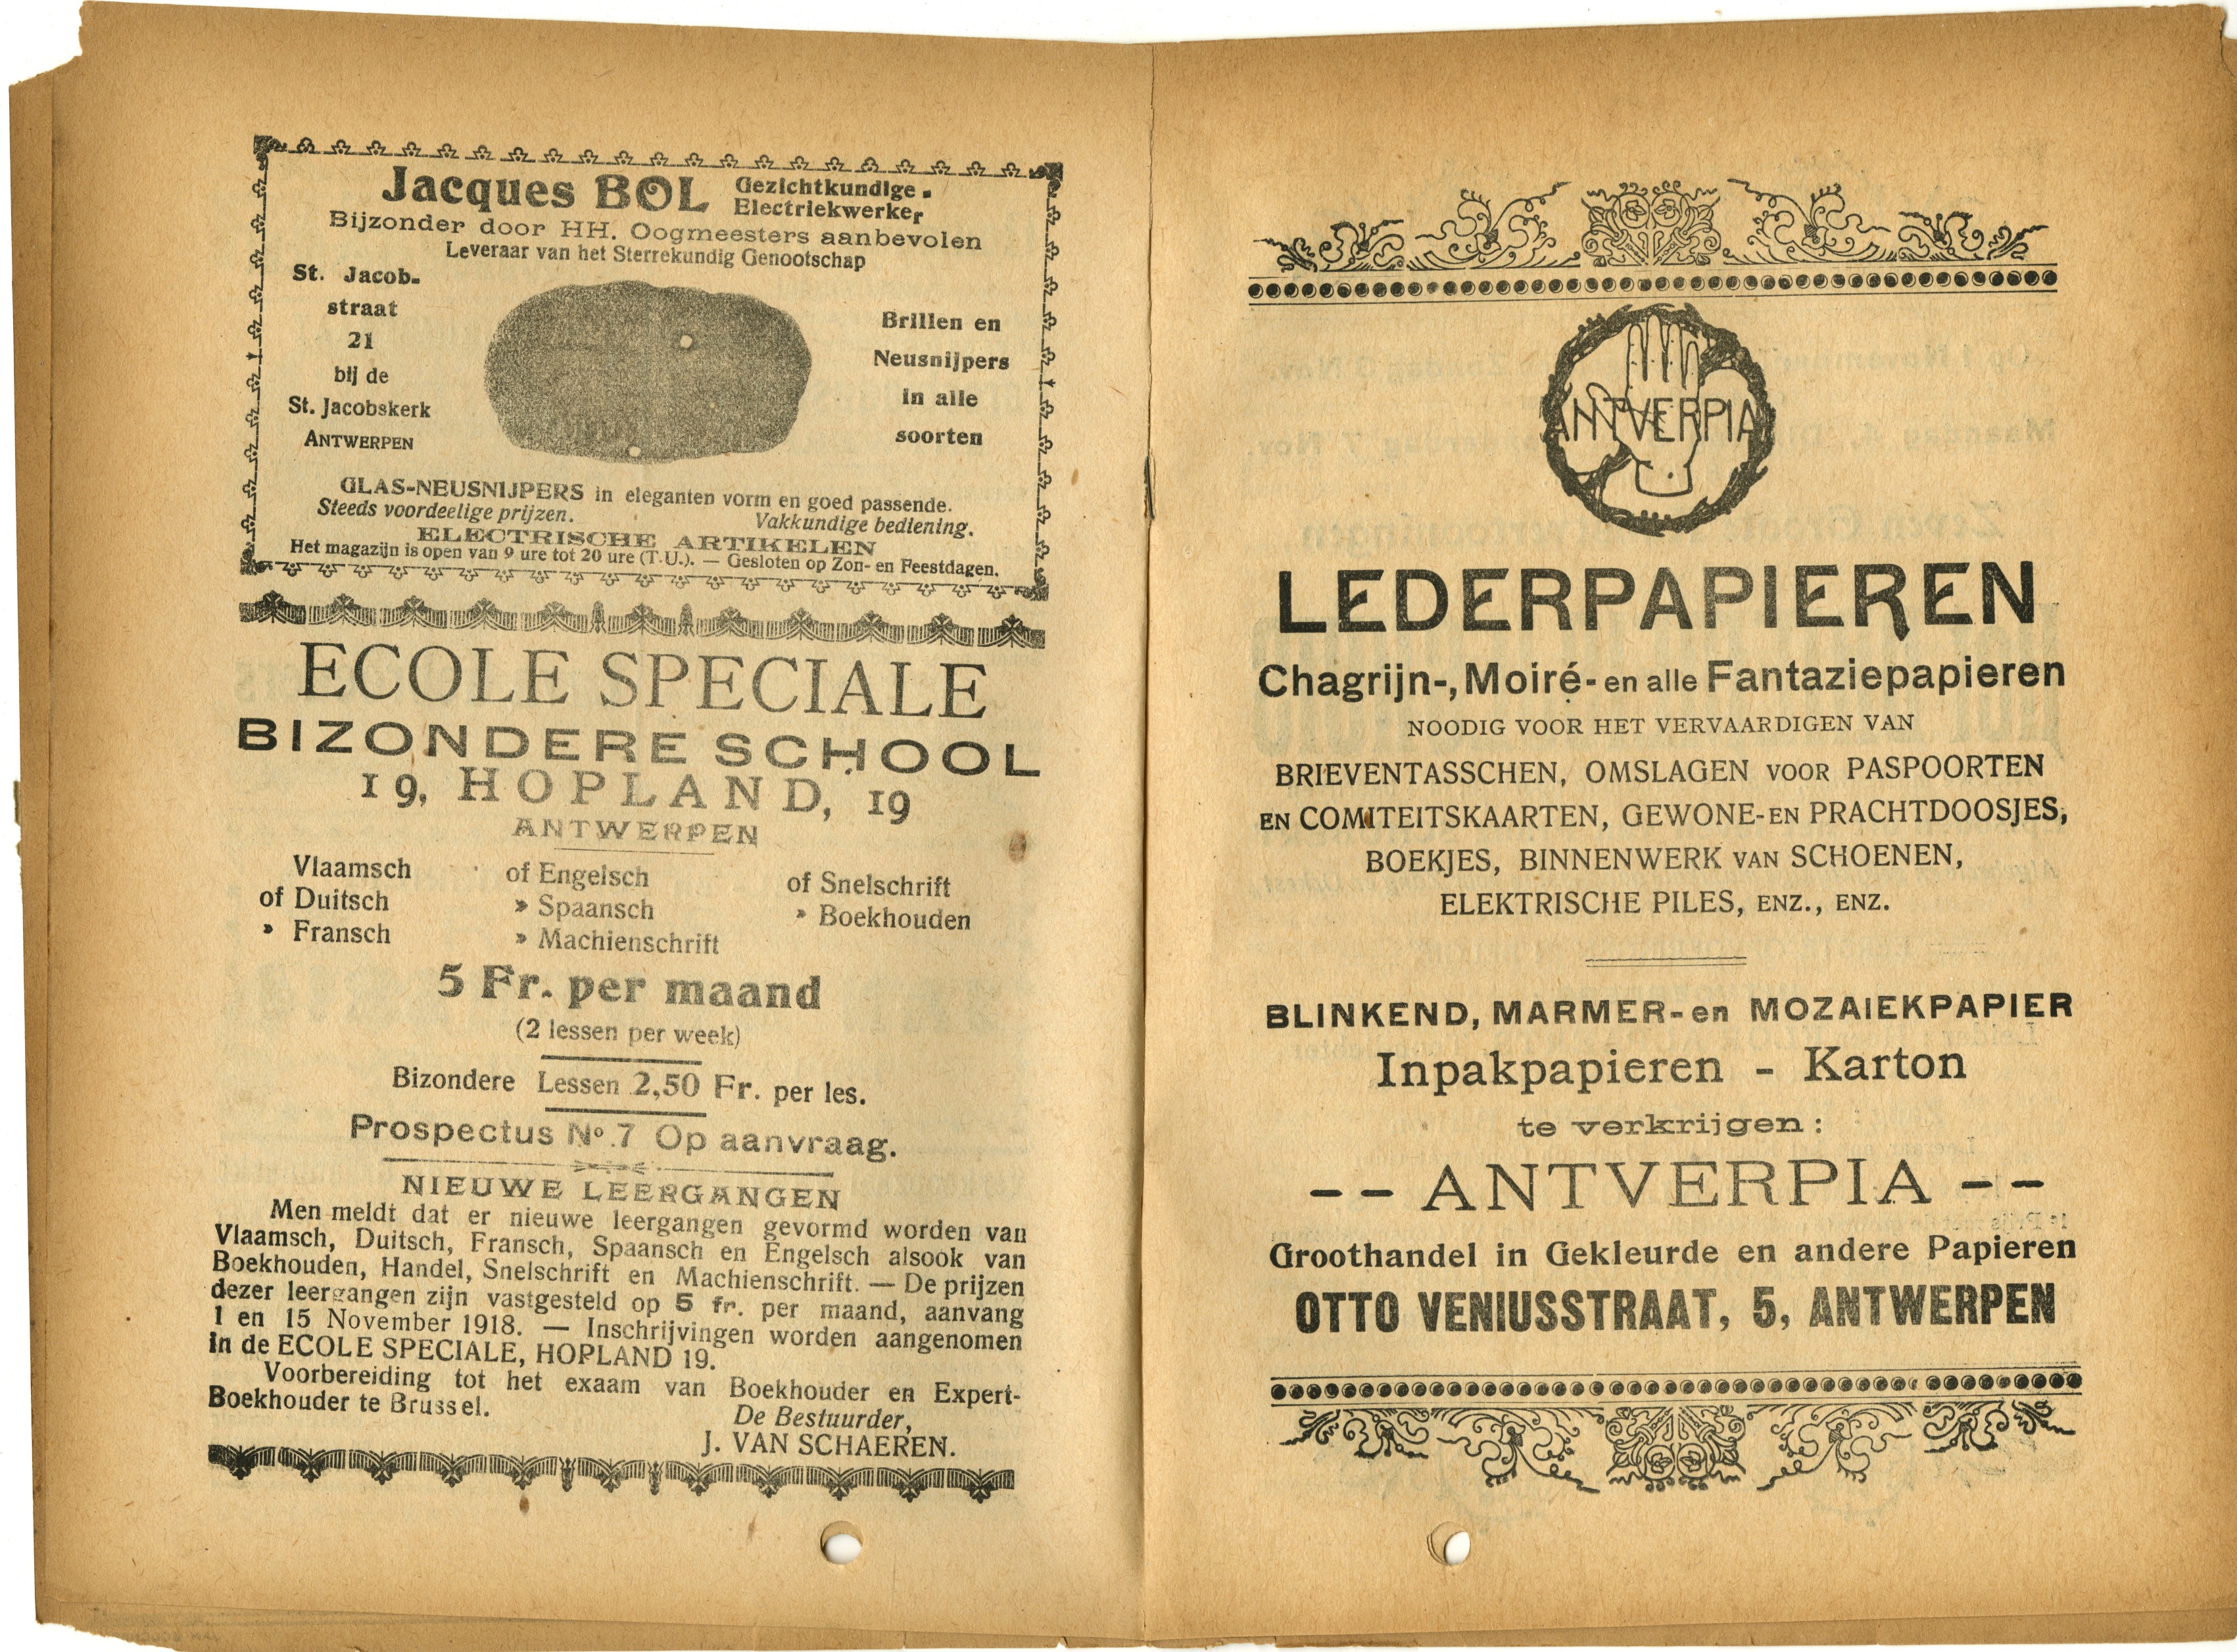 Jacques BOL Gezichtkundige-
Electriekwerker
Bijzonder door HH. Oogmeesters aanbevolen
Leveraar van het Sterrekundig Genootschap
St. Jacob-
straat
21
bij de
St. Jacobskerk
ANTWERPEN
Brillen en
Neusnijpers
in alle
soorten
GLAS-NEUSNIJPERS in eleganten vorm en goed passende.
Steeds voordeelige prijzen. Vakkundige bediening.
ELECTRISCHE ARTIKELEN
Het magazijn is open van 9 ure tot 20 ure (T.U.). — Gesloten op Zon- en Feestdagen.
ECOLE SPECIALE
BIZONDERE SCHOOL
19, HOPLAND, 19
ANTWERPEN
Vlaamsch of Engelsch of Snelschrift
of Duitsch » Spaansch » Boekhouden
» Fransch » Machienschrift
5 Fr. per maand
(2 lessen per week)
Bizondere Lessen 2,50 Fr. per les.
Prospectus No 7 Op aanvraag.
NIEUWE LEERGANGEN
Men meldt dat er nieuwe leergangen gevormd worden van
Vlaamsch, Duitsch, Fransch, Spaansch en Engelsch alsook van
Boekhouden, Handel, Snelschrift en Machienschrift. — De prijzen
dezer leergangen zijn vastgesteld op 5 fr. per maand, aanvang
1 en 15 November 1918. — Inschrijvingen worden aangenomen
in de ECOLE SPECIALE, HOPLAND 19.
Voorbereiding tot het exaam van Boekhouder en Expert-
Boekhouder te Brussel.
De Bestuurder,
J. VAN SCHAEREN.
ANTVERPIA
LEDERPAPIEREN
Chagrijn-, Moiré- en alle Fantaziepapieren
NOODIG VOOR HET VERVAARDIGEN VAN
BRIEVENTASSCHEN, OMSLAGEN VOOR PASPOORTEN
EN COMITEITSKAARTEN, GEWONE- EN PRACHTDOOSJES,
BOEKJES, BINNENWERK VAN SCHOENEN,
ELEKTRISCHE PILES, ENZ., ENZ.
BLINKEND, MARMER- en MOZAIEKPAPIER
Inpakpapieren - Karton
te verkrijgen:
-- ANTVERPIA --
Groothandel in Gekleurde en andere Papieren
OTTO VENIUSSTRAAT, 5, ANTWERPEN